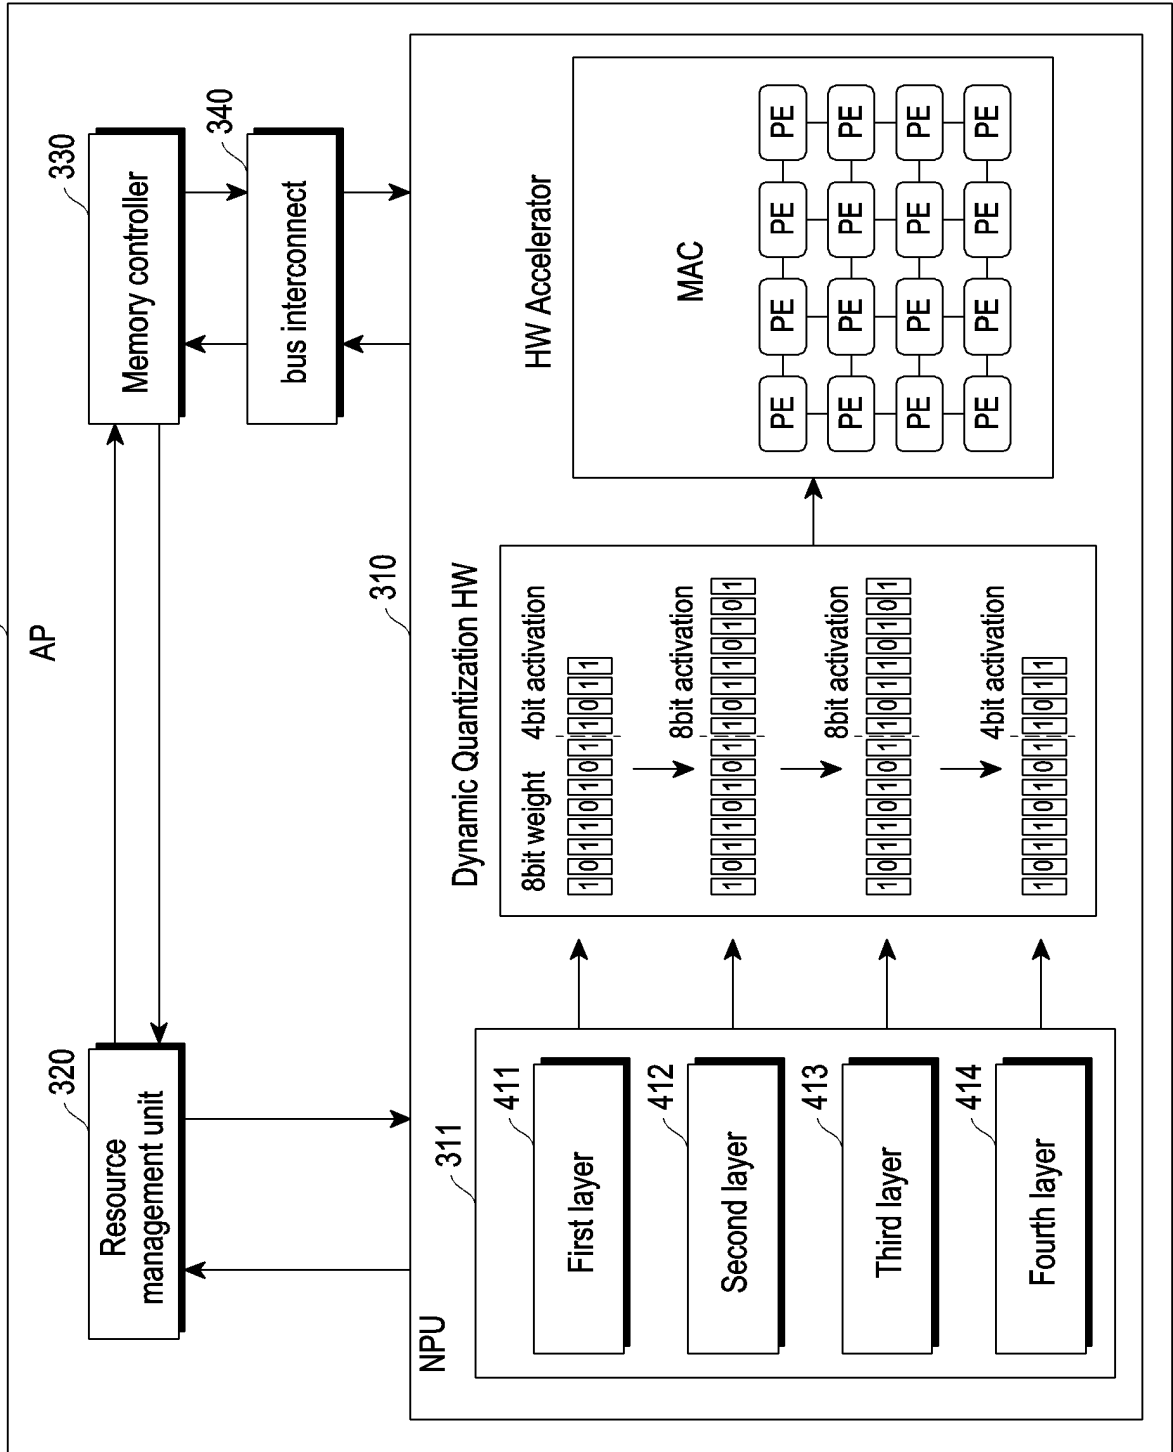 AP
320
Resource
management unit
330
Memory controller
340
bus interconnect
310
NPU
311
411
First layer
412
Second layer
413
Third layer
414
Fourth layer
Dynamic Quantization HW
8bit weight 4bit activation
1 0 1 1 0 1 0 1 1 0 1 1
8bit activation
1 0 1 1 0 1 0 1 1 0 1 1 0 1 0 1
8bit activation
1 0 1 1 0 1 0 1 1 0 1 1 0 1 0 1
4bit activation
1 0 1 1 0 1 0 1 1 0 1 1
HW Accelerator
MAC
PE PE PE PE
PE PE PE PE
PE PE PE PE
PE PE PE PE